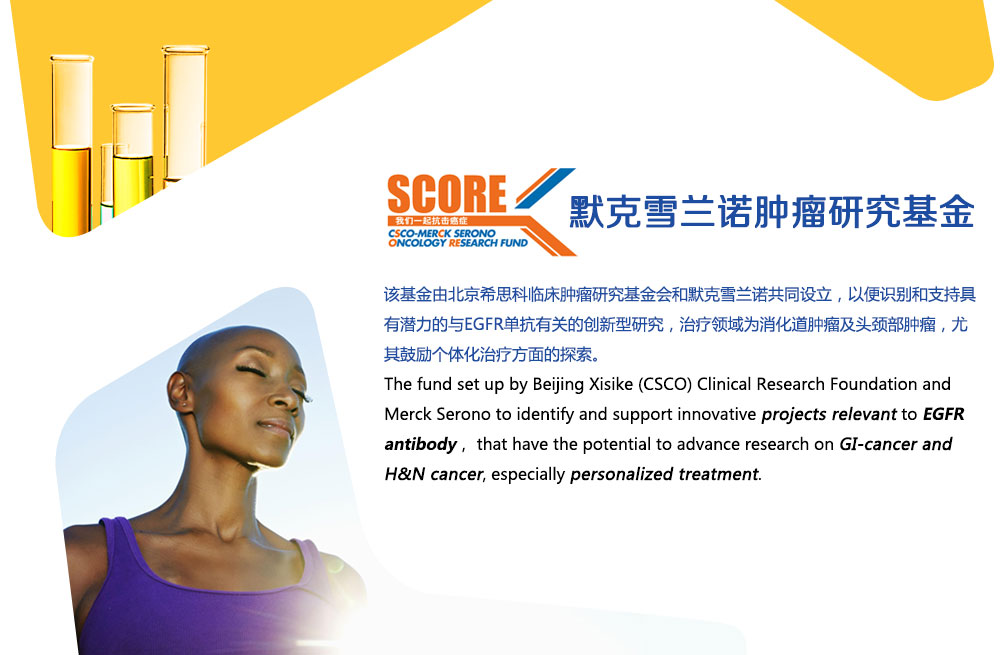 SCORE
我们一起抗击癌症
CSCO-MERCK SERONO
ONCOLOGY RESEARCH FUND
默克雪兰诺肿瘤研究基金
该基金由北京希思科临床肿瘤研究基金会和默克雪兰诺共同设立，以便识别和支持具
有潜力的与EGFR单抗有关的创新型研究，治疗领域为消化道肿瘤及头颈部肿瘤，尤
其鼓励个体化治疗方面的探索。
The fund set up by Beijing Xisike (CSCO) Clinical Research Foundation and
Merck Serono to identify and support innovative projects relevant to EGFR
antibody， that have the potential to advance research on GI-cancer and
H&N cancer, especially personalized treatment.